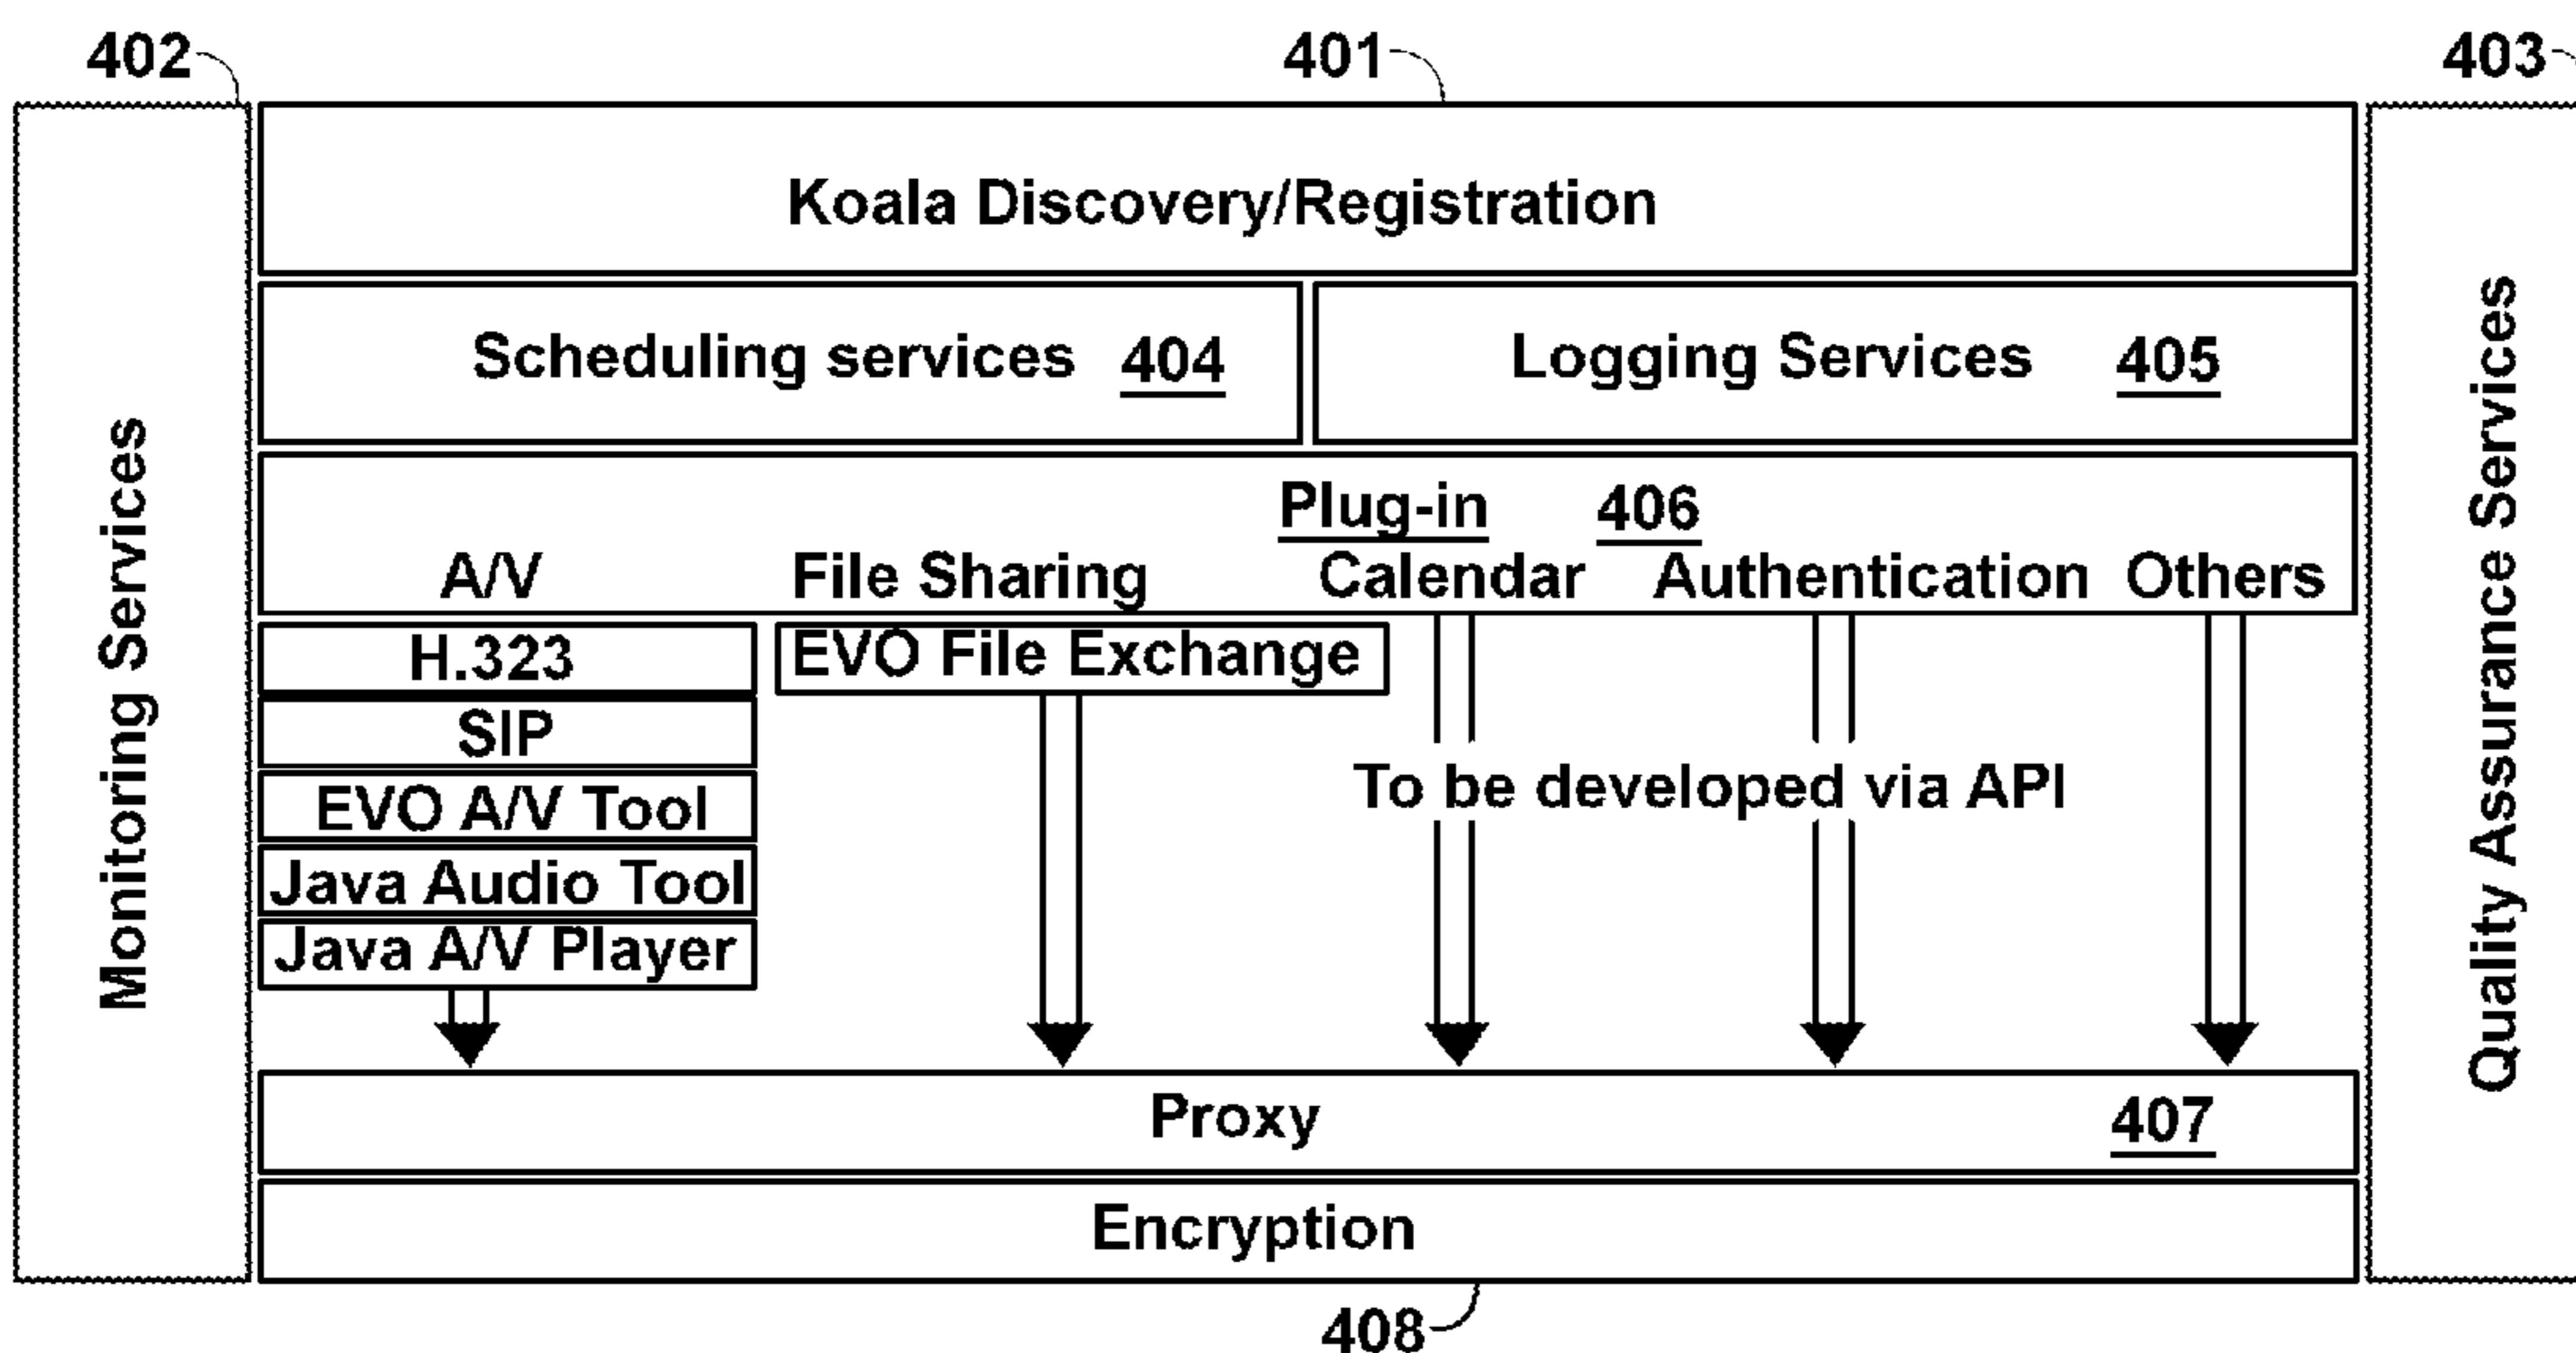 402
401
403
Koala Discovery/Registration
Scheduling services 404
Logging Services 405
Monitoring Services
Quality Assurance Services
Plug-in 406
A/V File Sharing Calendar Authentication Others
H.323
EVO File Exchange
SIP
EVO A/V Tool
To be developed via API
Java Audio Tool
Java A/V Player
Proxy 407
Encryption
408